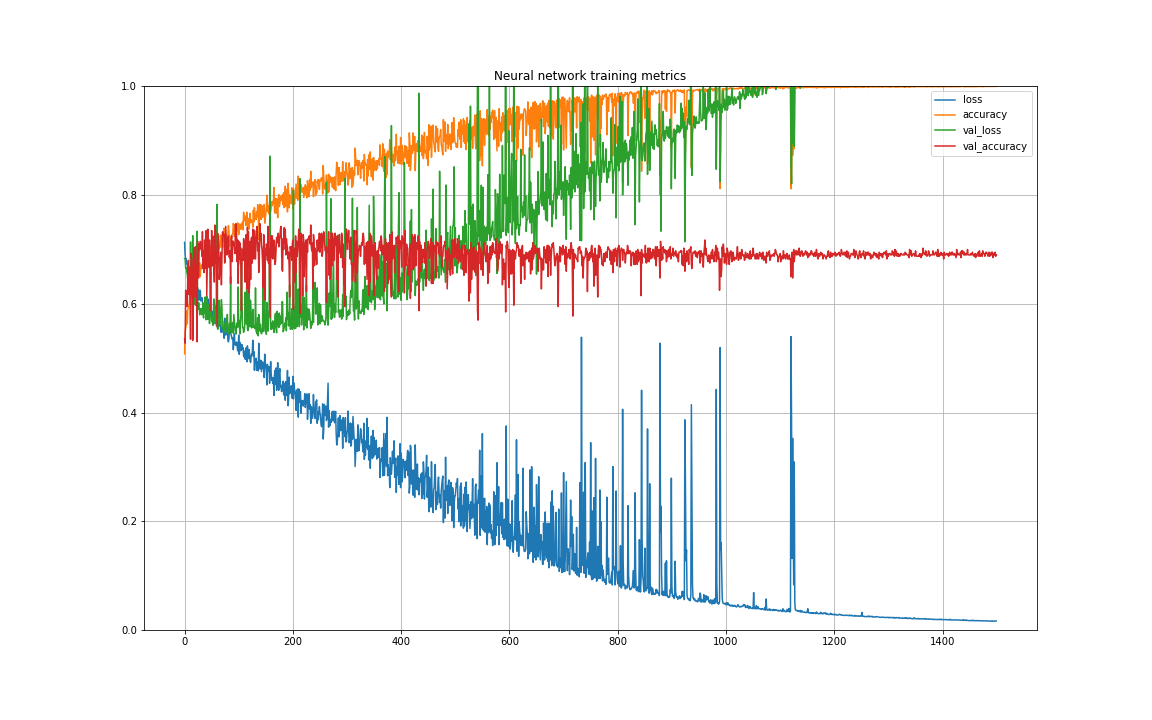 Neural network training metrics
1.0
0.8
0.6
0.4
0.2
0.0
0 200 400 600 800 1000 1200 1400
loss
accuracy
val_loss
val_accuracy